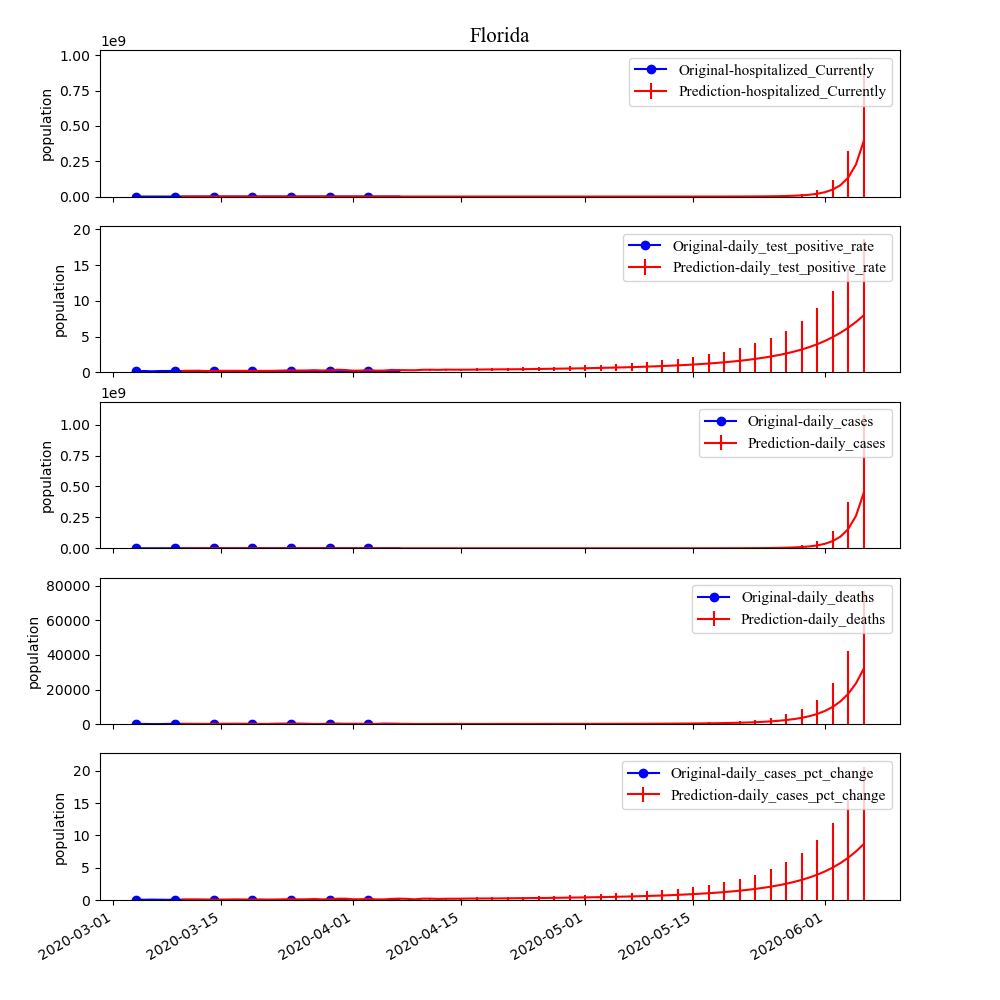 Florida
1e9
1.00
0.75
0.50
0.25
0.00
population
Original-hospitalized_Currently
Prediction-hospitalized_Currently
20
15
10
5
0
population
Original-daily_test_positive_rate
Prediction-daily_test_positive_rate
1e9
1.00
0.75
0.50
0.25
0.00
population
Original-daily_cases
Prediction-daily_cases
80000
60000
40000
20000
0
population
Original-daily_deaths
Prediction-daily_deaths
20
15
10
5
0
population
Original-daily_cases_pct_change
Prediction-daily_cases_pct_change
2020-03-01
2020-03-15
2020-04-01
2020-04-15
2020-05-01
2020-05-15
2020-06-01